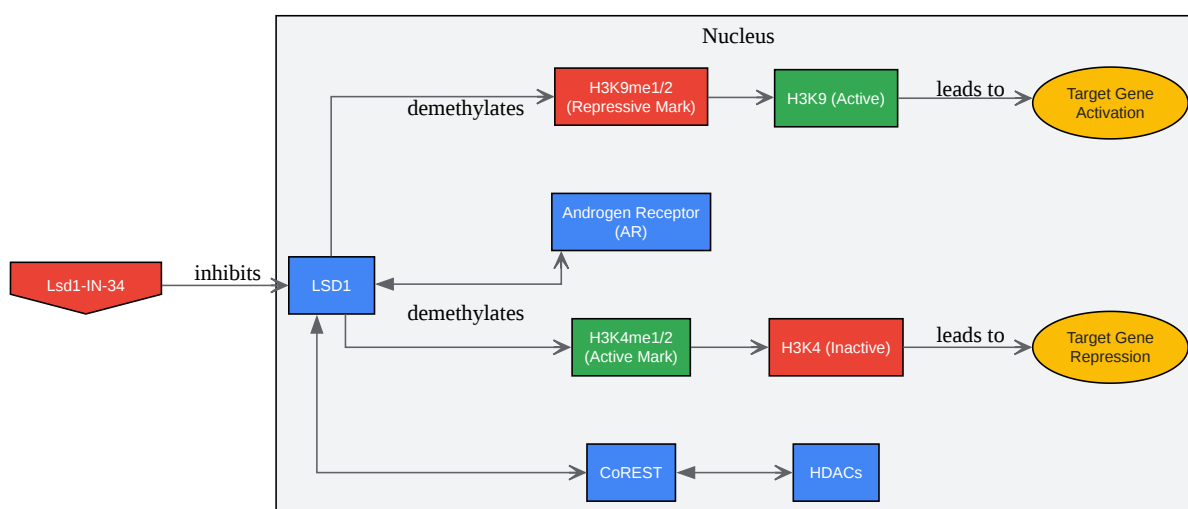 Nucleus
H3K9me1/2
(Repressive Mark)
demethylates
H3K9 (Active)
leads to
Target Gene
Activation
Androgen Receptor
(AR)
Lsd1-IN-34
inhibits
LSD1
demethylates
H3K4me1/2
(Active Mark)
H3K4 (Inactive)
leads to
Target Gene
Repression
CoREST
HDACs